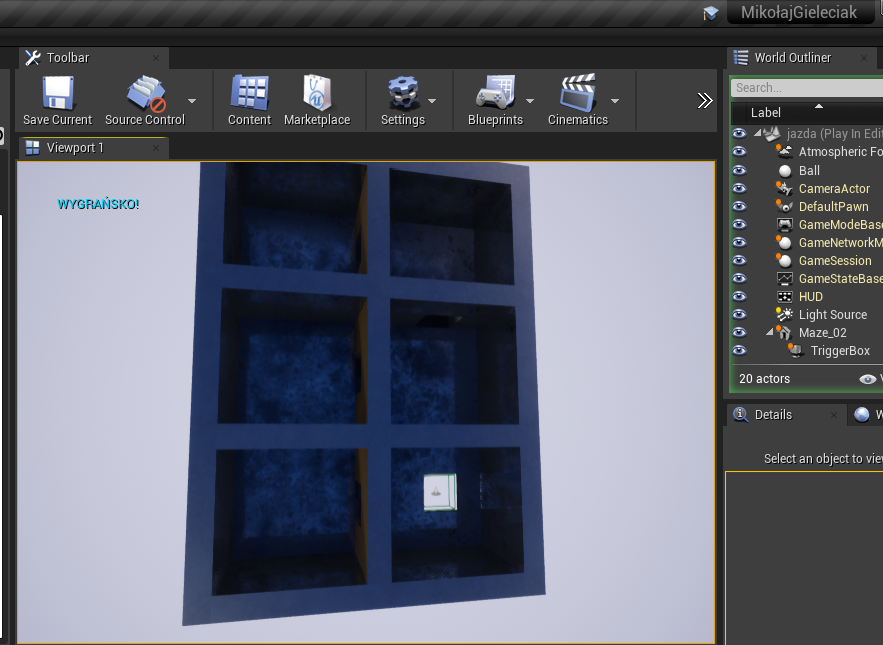 MikołajGieleciak
Toolbar
Save Current
Source Control
Content
Marketplace
Settings
Blueprints
Cinematics
Viewport 1
WYGRAŃSKO!
World Outliner
Search...
Label
jazda (Play In Edit
Atmospheric Fo
Ball
CameraActor
DefaultPawn
GameModeBase
GameNetworkM
GameSession
GameStateBase
HUD
Light Source
Maze_02
TriggerBox
20 actors
Details
W
Select an object to view